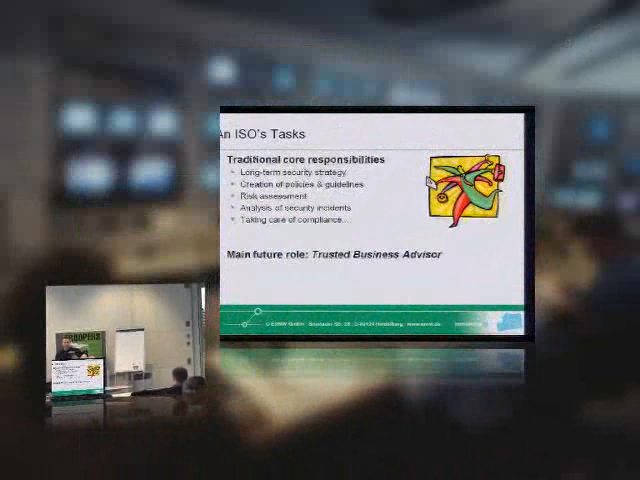 An ISO's Tasks
Traditional core responsibilities
Long-term security strategy
Creation of policies & guidelines
Risk assessment
Analysis of security incidents
Taking care of compliance...
Main future role: Trusted Business Advisor
TROOPERS